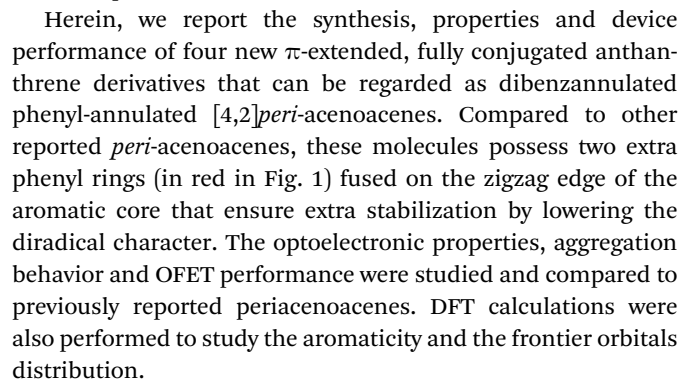 Herein, we report the synthesis, properties and device
performance of four new π-extended, fully conjugated anthan-
threne derivatives that can be regarded as dibenzannulated
phenyl-annulated [4,2]peri-acenoacenes. Compared to other
reported peri-acenoacenes, these molecules possess two extra
phenyl rings (in red in Fig. 1) fused on the zigzag edge of the
aromatic core that ensure extra stabilization by lowering the
diradical character. The optoelectronic properties, aggregation
behavior and OFET performance were studied and compared to
previously reported periacenoacenes. DFT calculations were
also performed to study the aromaticity and the frontier orbitals
distribution.